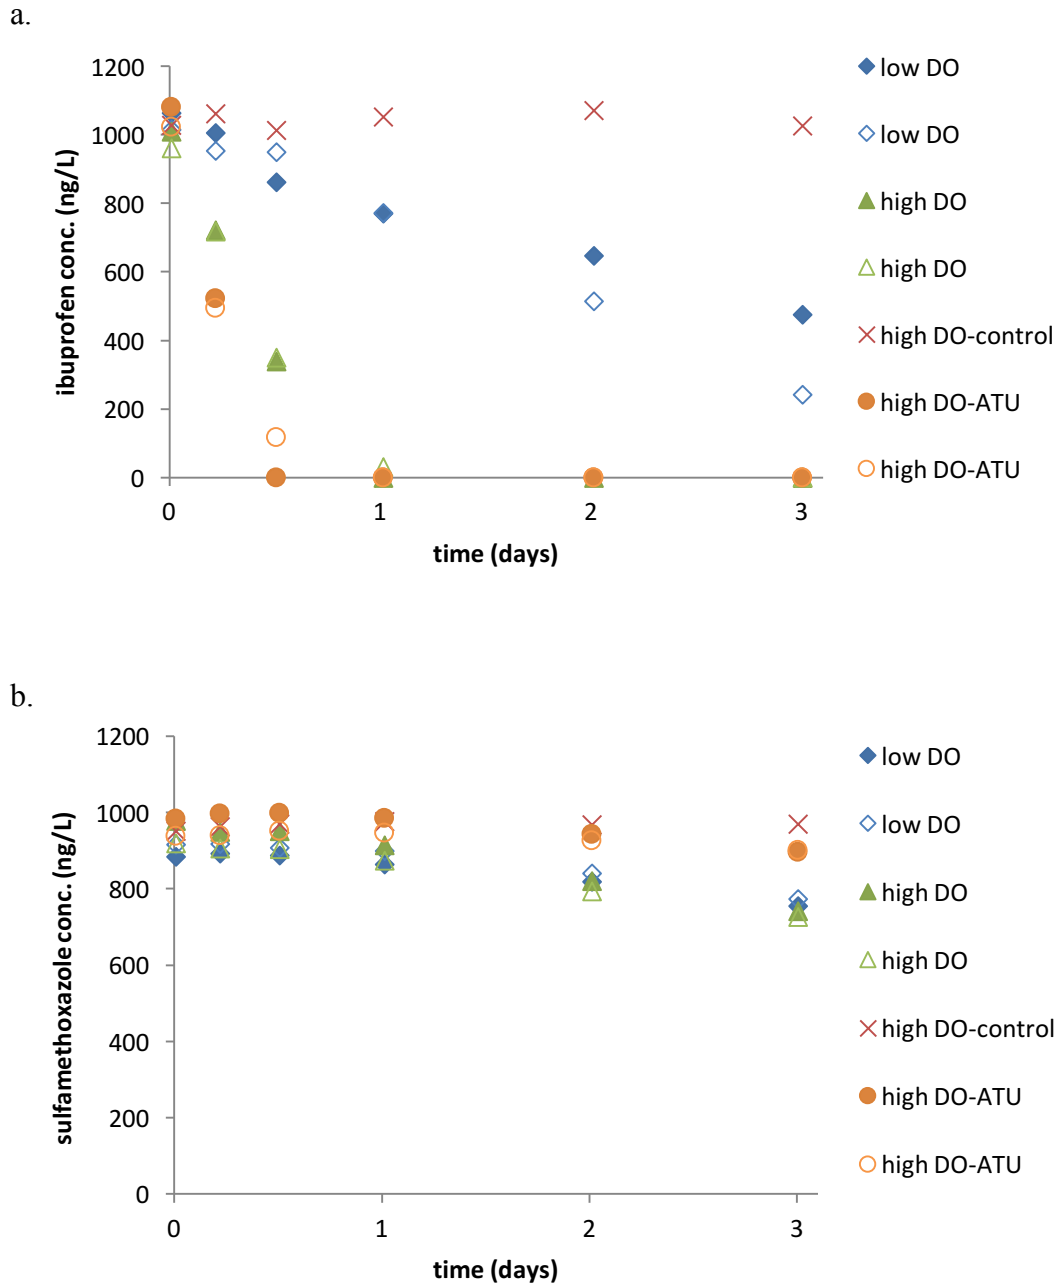 a.
1200
1000
800
600
400
200
0
ibuprofen conc. (ng/L)
0 1 2 3
time (days)
low DO
low DO
high DO
high DO
high DO-control
high DO-ATU
high DO-ATU
b.
1200
1000
800
600
400
200
0
sulfamethoxazole conc. (ng/L)
0 1 2 3
time (days)
low DO
low DO
high DO
high DO
high DO-control
high DO-ATU
high DO-ATU